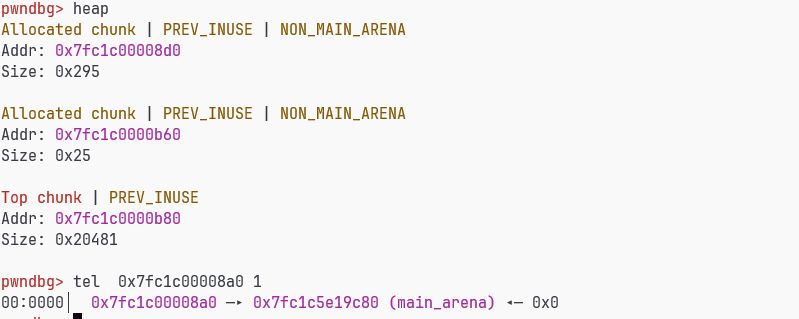 pwndbg> heap
Allocated chunk | PREV_INUSE | NON_MAIN_ARENA
Addr: 0x7fc1c00008d0
Size: 0x295
Allocated chunk | PREV_INUSE | NON_MAIN_ARENA
Addr: 0x7fc1c0000b60
Size: 0x25
Top chunk | PREV_INUSE
Addr: 0x7fc1c0000b80
Size: 0x20481
pwndbg> tel  0x7fc1c00008a0 1
00:0000│  0x7fc1c00008a0 —▸ 0x7fc1c5e19c80 (main_arena) ◂— 0x0